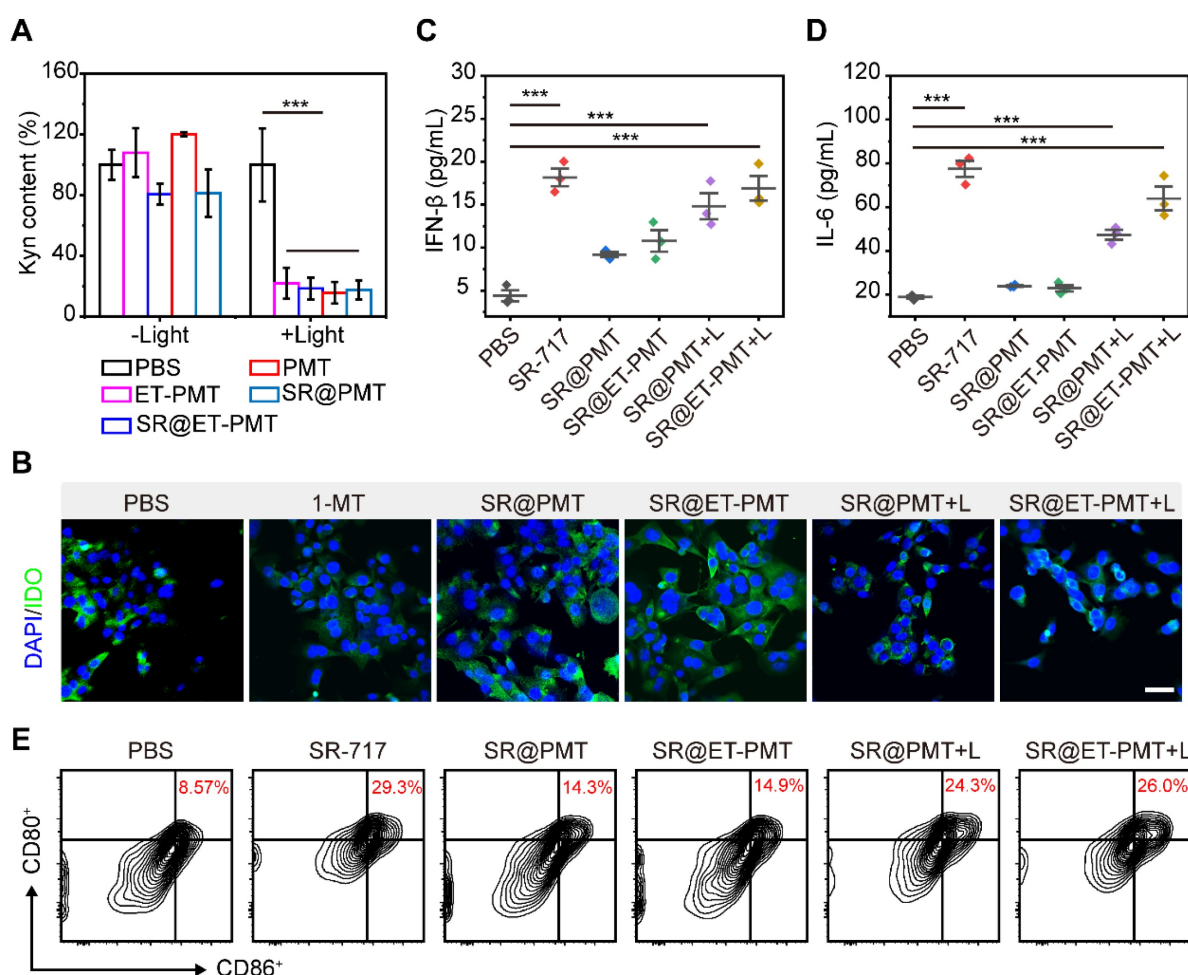 A
160
120
80
40
0
Kyn content (%)
***
-Light
+Light
PBS
PMT
ET-PMT
SR@PMT
SR@ET-PMT
C
30
25
20
15
10
5
IFN-β (pg/mL)
***
***
***
PBS
SR-717
SR@PMT
SR@ET-PMT
SR@PMT+L
SR@ET-PMT+L
D
120
100
80
60
40
20
IL-6 (pg/mL)
***
***
***
PBS
SR-717
SR@PMT
SR@ET-PMT
SR@PMT+L
SR@ET-PMT+L
B
PBS
1-MT
SR@PMT
SR@ET-PMT
SR@PMT+L
SR@ET-PMT+L
DAPI/IDO
E
PBS
SR-717
SR@PMT
SR@ET-PMT
SR@PMT+L
SR@ET-PMT+L
8.57%
29.3%
14.3%
14.9%
24.3%
26.0%
CD80⁺
CD86⁺